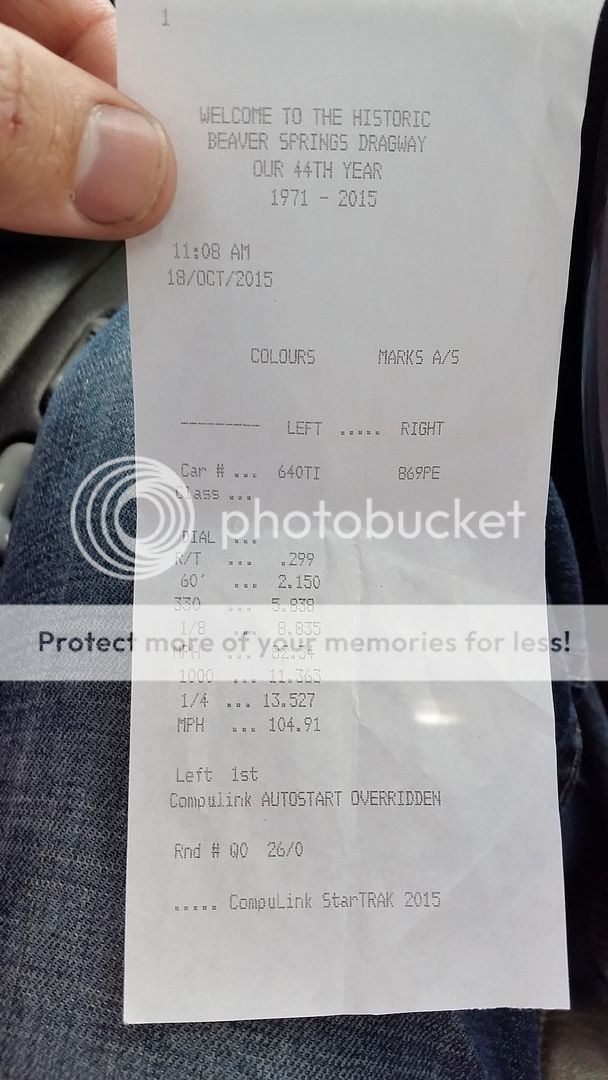 1
WELCOME TO THE HISTORIC
BEAVER SPRINGS DRAGWAY
OUR 44TH YEAR
1971 - 2015
11:08 AM
18/OCT/2015
COLOURS MARKS A/S
------- LEFT ..... RIGHT
Car # ... 640TI 869PE
Class ...
photobucket
DIAL ...
R/T ... .299
60' ... 2.150
330 ... 5.838
1/8 ... 8.835
Protect more of your memories for less!
MPH ... 82.54
1000 ... 11.363
1/4 ... 13.527
MPH ... 104.91
Left 1st
Compulink AUTOSTART OVERRIDDEN
Rnd # Q0 26/0
..... CompuLink StarTRAK 2015